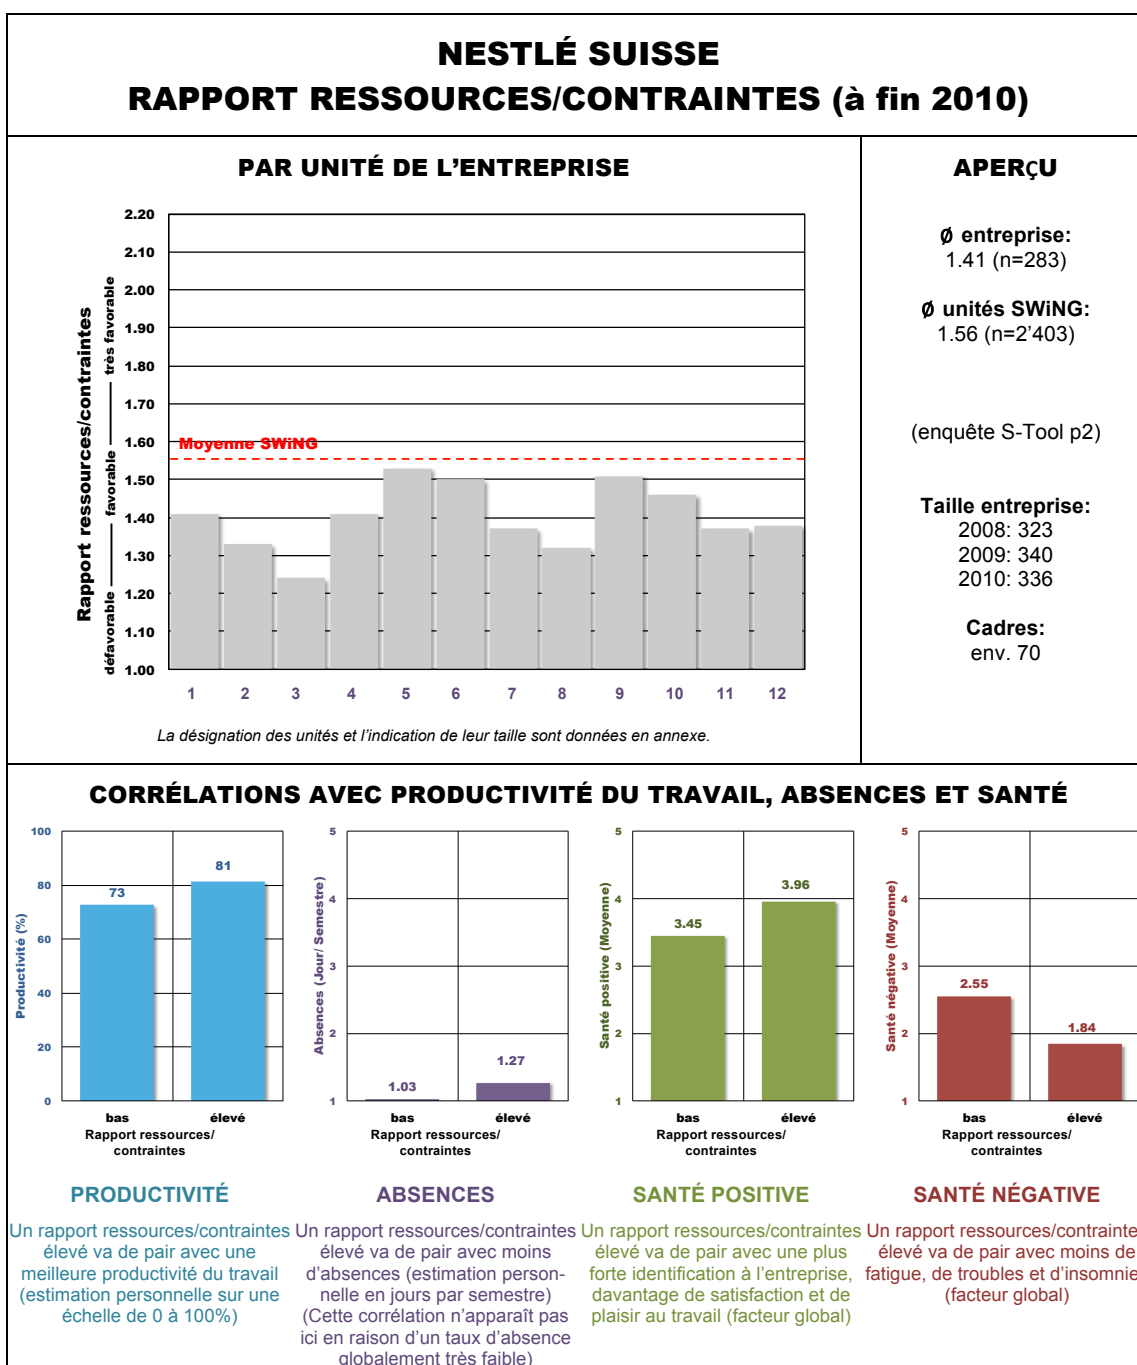 NESTLÉ SUISSE
RAPPORT RESSOURCES/CONTRAINTES (à fin 2010)
PAR UNITÉ DE L’ENTREPRISE
Rapport ressources/contraintes
défavorable —— favorable —— très favorable
2.20
2.10
2.00
1.90
1.80
1.70
1.60
1.50
1.40
1.30
1.20
1.10
1.00
Moyenne SWiNG
1 2 3 4 5 6 7 8 9 10 11 12
La désignation des unités et l’indication de leur taille sont données en annexe.
APERÇU
Ø entreprise:
1.41 (n=283)
Ø unités SWiNG:
1.56 (n=2’403)
(enquête S-Tool p2)
Taille entreprise:
2008: 323
2009: 340
2010: 336
Cadres:
env. 70
CORRÉLATIONS AVEC PRODUCTIVITÉ DU TRAVAIL, ABSENCES ET SANTÉ
Productivité (%)
100
80
60
40
20
0
73
81
bas élevé
Rapport ressources/
contraintes
PRODUCTIVITÉ
Un rapport ressources/contraintes
élevé va de pair avec une
meilleure productivité du travail
(estimation personnelle sur une
échelle de 0 à 100%)
Absences (Jour/ Semestre)
5
4
3
2
1
1.03
1.27
bas élevé
Rapport ressources/
contraintes
ABSENCES
Un rapport ressources/contraintes
élevé va de pair avec moins
d’absences (estimation person-
nelle en jours par semestre)
(Cette corrélation n’apparaît pas
ici en raison d’un taux d’absence
globalement très faible)
Santé positive (Moyenne)
5
4
3
2
1
3.45
3.96
bas élevé
Rapport ressources/
contraintes
SANTÉ POSITIVE
Un rapport ressources/contraintes
élevé va de pair avec une plus
forte identification à l’entreprise,
davantage de satisfaction et de
plaisir au travail (facteur global)
Santé négative (Moyenne)
5
4
3
2
1
2.55
1.84
bas élevé
Rapport ressources/
contraintes
SANTÉ NÉGATIVE
Un rapport ressources/contrainte
élevé va de pair avec moins de
fatigue, de troubles et d’insomnie
(facteur global)